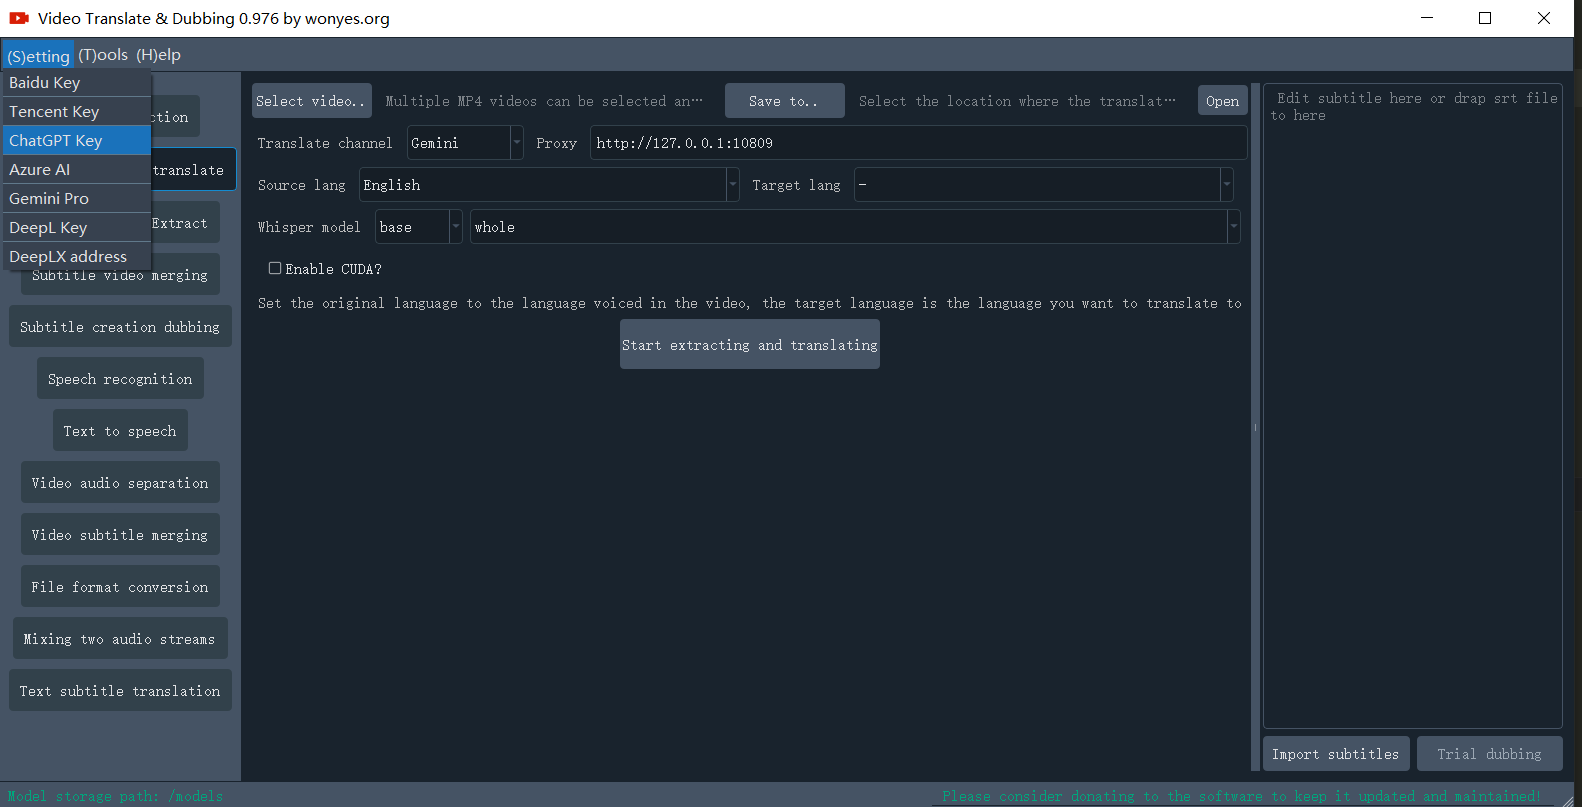 Video Translate & Dubbing 0.976 by wonyes.org
(S)etting (T)ools (H)elp
Baidu Key
Tencent Key
ChatGPT Key
Azure AI
Gemini Pro
DeepL Key
DeepLX address
ction
translate
Extract
Subtitle video merging
Subtitle creation dubbing
Speech recognition
Text to speech
Video audio separation
Video subtitle merging
File format conversion
Mixing two audio streams
Text subtitle translation
Select video.. Multiple MP4 videos can be selected an… Save to.. Select the location where the translat… Open
Translate channel Gemini Proxy http://127.0.0.1:10809
Source lang English Target lang -
Whisper model base whole
Enable CUDA?
Set the original language to the language voiced in the video, the target language is the language you want to translate to
Start extracting and translating
Edit subtitle here or drap srt file
to here
Import subtitles Trial dubbing
Model storage path: /models
Please consider donating to the software to keep it updated and maintained!